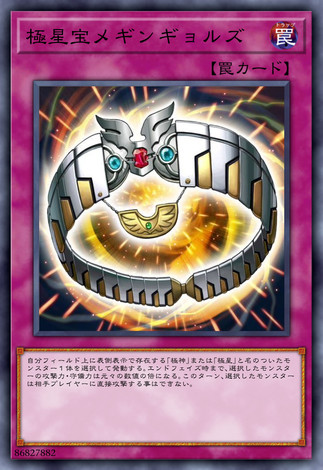 極星宝メギンギョルズ
トラップ
罠
【罠カード】
自分フィールド上に表側表示で存在する「極神」または「極星」と名のついたモン
スター1体を選択して発動する。エンドフェイズ時まで、選択したモンスター
の攻撃力・守備力は元々の数値の倍になる。このターン、選択したモンスター
は相手プレイヤーに直接攻撃する事はできない。
86827882